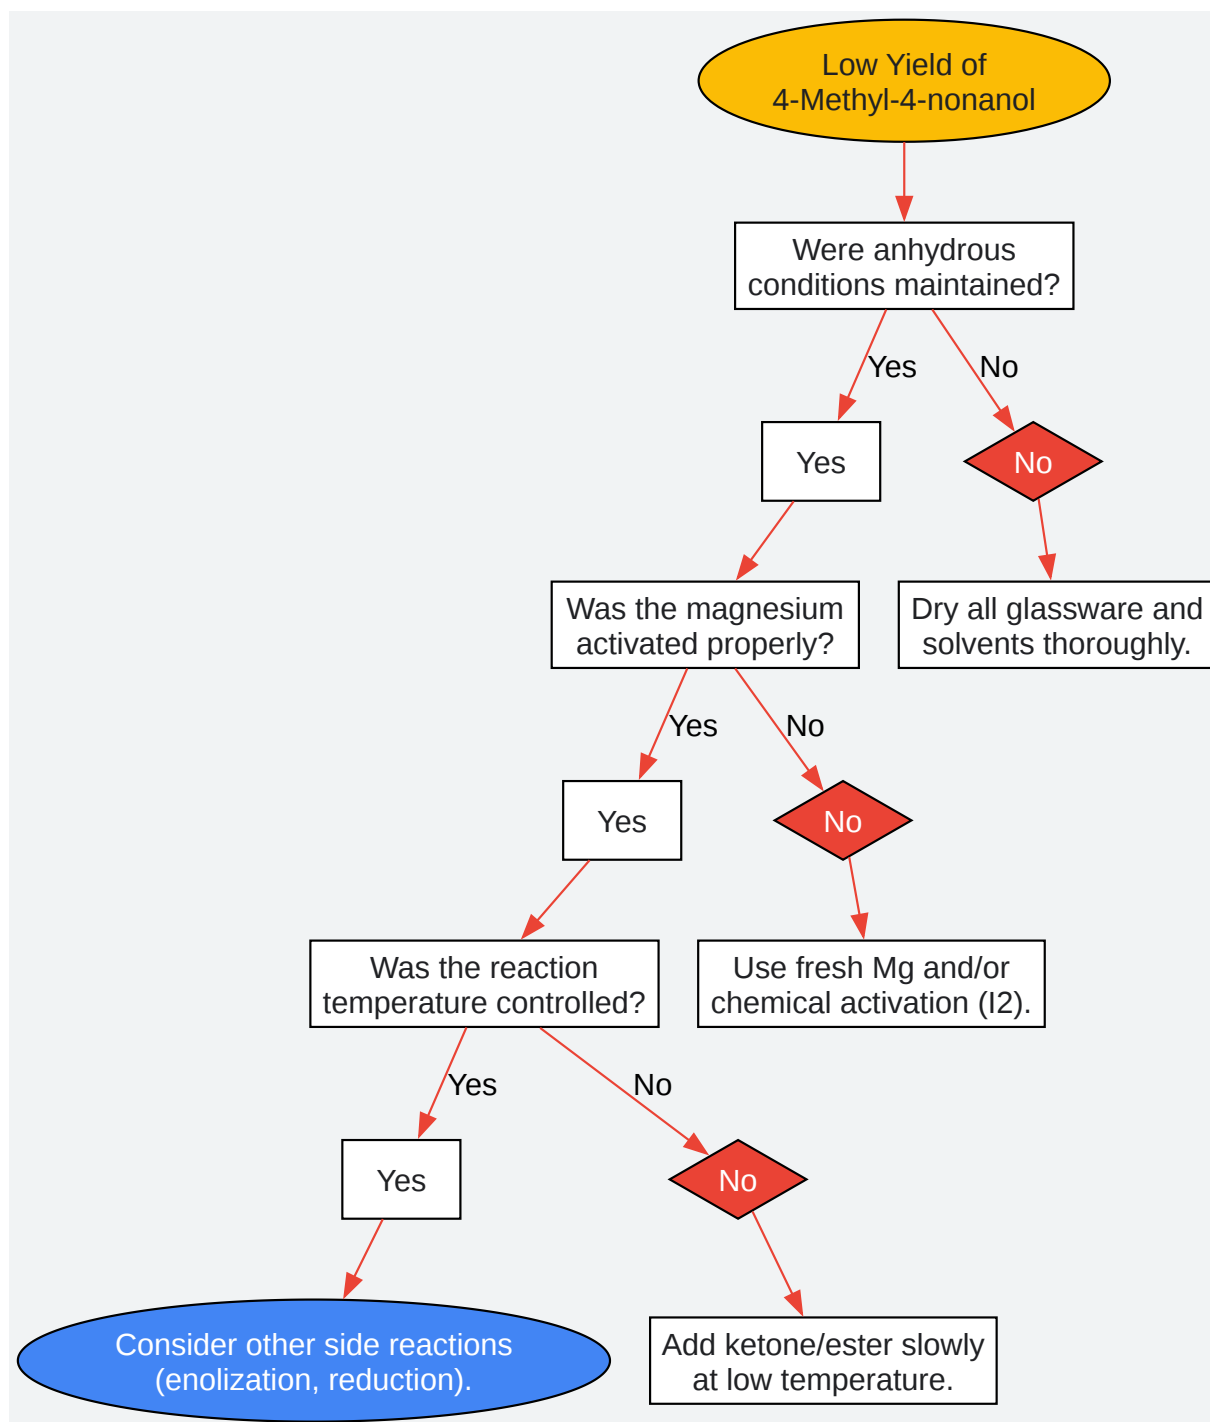 Low Yield of
4-Methyl-4-nonanol
Were anhydrous
conditions maintained?
Yes
No
Yes
No
Was the magnesium
activated properly?
Dry all glassware and
solvents thoroughly.
Yes
No
Yes
No
Was the reaction
temperature controlled?
Use fresh Mg and/or
chemical activation (I2).
Yes
No
Yes
No
Consider other side reactions
(enolization, reduction).
Add ketone/ester slowly
at low temperature.